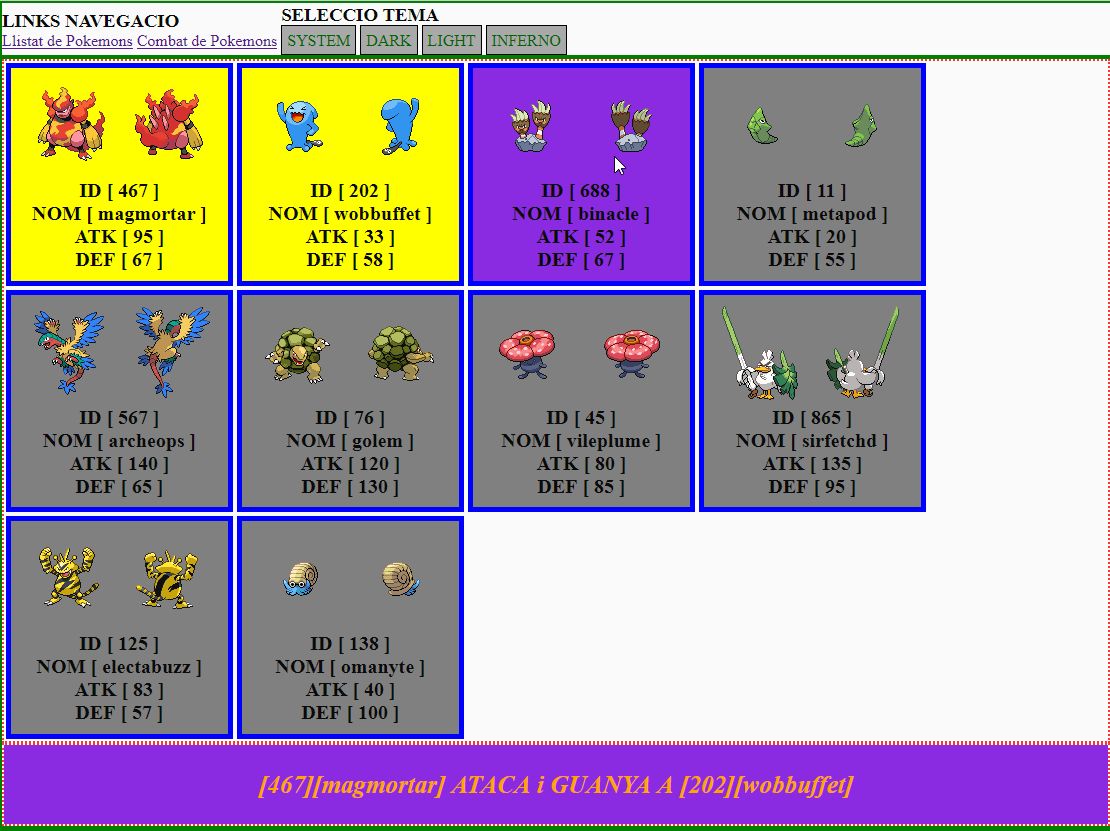 LINKS NAVEGACIO
Llistat de Pokemons Combat de Pokemons
SELECCIO TEMA
SYSTEM DARK LIGHT INFERNO
ID [ 467 ]
NOM [ magmortar ]
ATK [ 95 ]
DEF [ 67 ]
ID [ 202 ]
NOM [ wobbuffet ]
ATK [ 33 ]
DEF [ 58 ]
ID [ 688 ]
NOM [ binacle ]
ATK [ 52 ]
DEF [ 67 ]
ID [ 11 ]
NOM [ metapod ]
ATK [ 20 ]
DEF [ 55 ]
ID [ 567 ]
NOM [ archeops ]
ATK [ 140 ]
DEF [ 65 ]
ID [ 76 ]
NOM [ golem ]
ATK [ 120 ]
DEF [ 130 ]
ID [ 45 ]
NOM [ vileplume ]
ATK [ 80 ]
DEF [ 85 ]
ID [ 865 ]
NOM [ sirfetchd ]
ATK [ 135 ]
DEF [ 95 ]
ID [ 125 ]
NOM [ electabuzz ]
ATK [ 83 ]
DEF [ 57 ]
ID [ 138 ]
NOM [ omanyte ]
ATK [ 40 ]
DEF [ 100 ]
[467][magmortar] ATACA i GUANYA A [202][wobbuffet]